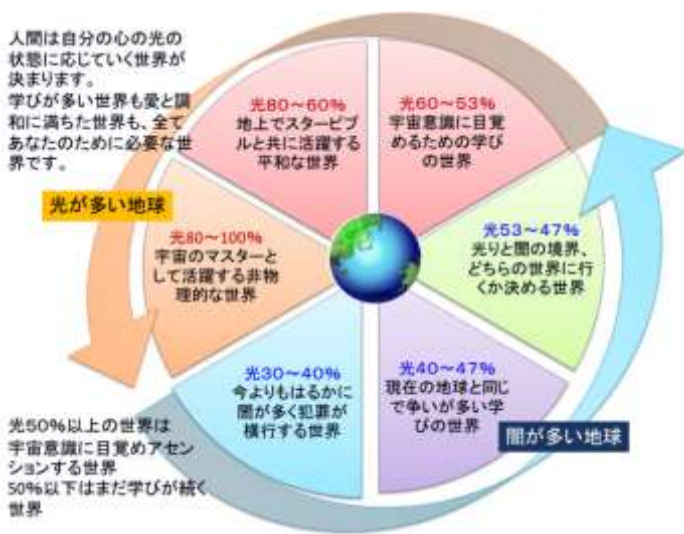 人間は自分の心の光の
状態に応じていく世界が
決まります。
学びが多い世界も愛と調
和に満ちた世界も、全て
あなたのために必要な世
界です。
光が多い地球
光80～60%
地上でスターピープ
ルと共に活躍する
平和な世界
光60～53%
宇宙意識に目覚
めるための学び
の世界
光53～47%
光りと闇の境界、
どちらの世界に行
くか決める世界
光40～47%
現在の地球と同じ
で争いが多い学
びの世界
闇が多い地球
光30～40%
今よりもはるかに
闇が多く犯罪が
横行する世界
光80～100%
宇宙のマスターと
して活躍する非物
理的な世界
光50%以上の世界は
宇宙意識に目覚めアセン
ションする世界
50%以下はまだ学びが続く
世界